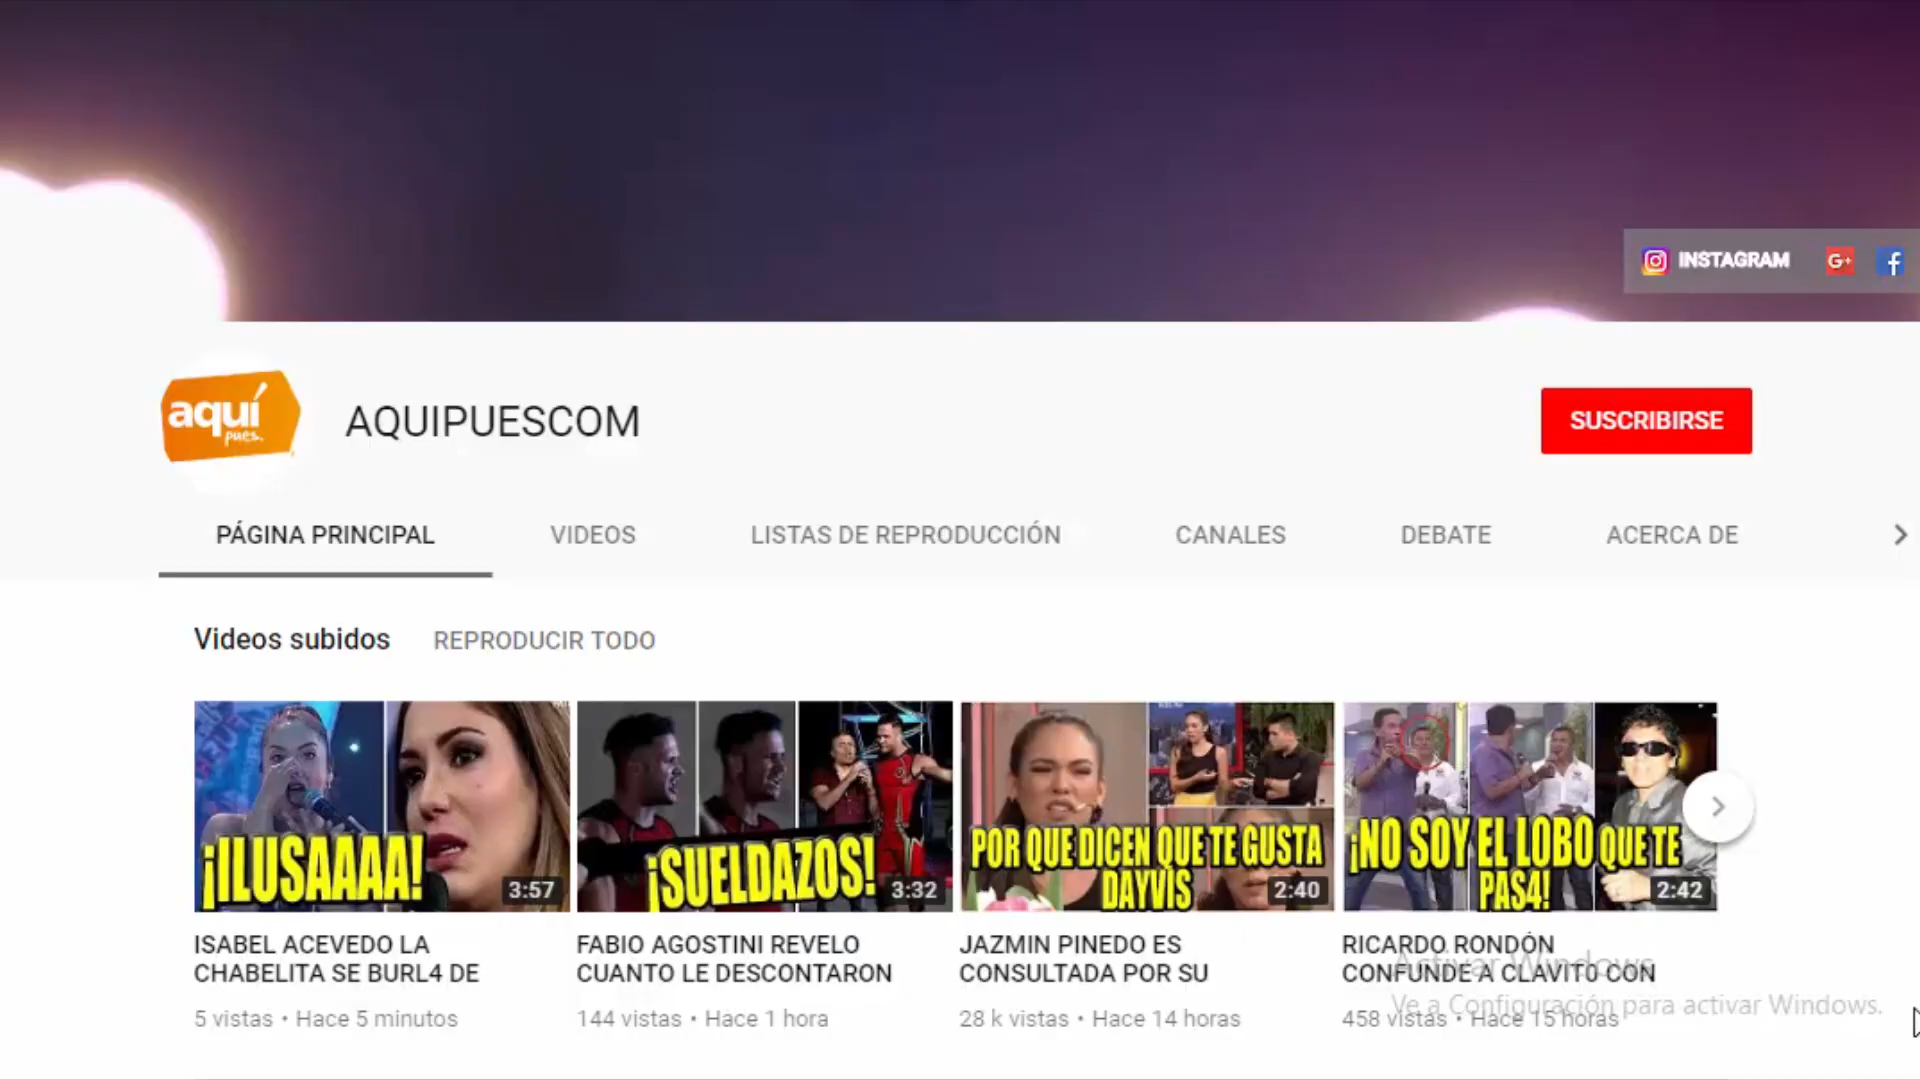 INSTAGRAM
G+
aquí
pues.
AQUIPUESCOM
SUSCRIBIRSE
PÁGINA PRINCIPAL
VIDEOS
LISTAS DE REPRODUCCIÓN
CANALES
DEBATE
ACERCA DE
Videos subidos
REPRODUCIR TODO
¡ILUSAAAA!
3:57
¡SUELDAZOS!
3:32
POR QUE DICEN QUE TE GUSTA
DAYVIS
2:40
¡NO SOY EL LOBO QUE TE
PAS4!
2:42
ISABEL ACEVEDO LA
CHABELITA SE BURL4 DE
5 vistas • Hace 5 minutos
FABIO AGOSTINI REVELO
CUANTO LE DESCONTARON
144 vistas • Hace 1 hora
JAZMIN PINEDO ES
CONSULTADA POR SU
28 k vistas • Hace 14 horas
RICARDO RONDÓN
CONFUNDE A CLAVIT0 CON
458 vistas • Hace 15 horas
Activar Windows
Ve a Configuración para activar Windows.